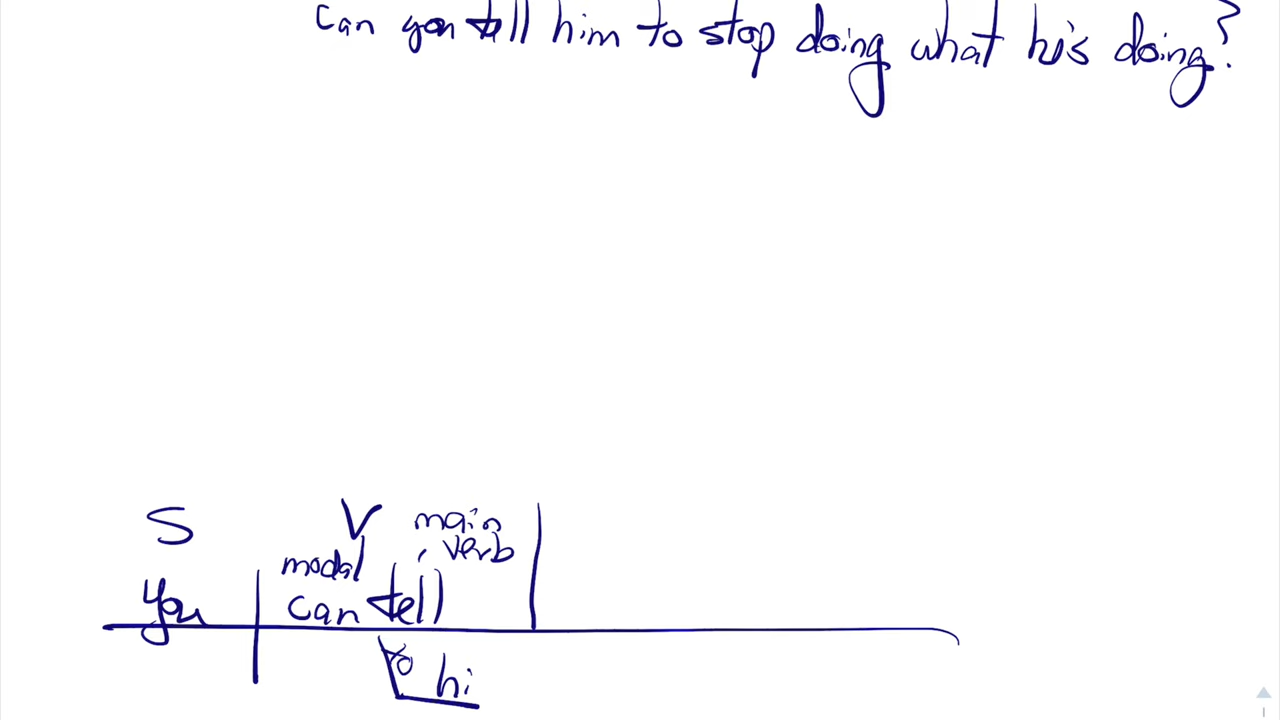 can you tell him to stop doing what he's doing?
S V main
modal verb
you can tell
to hi